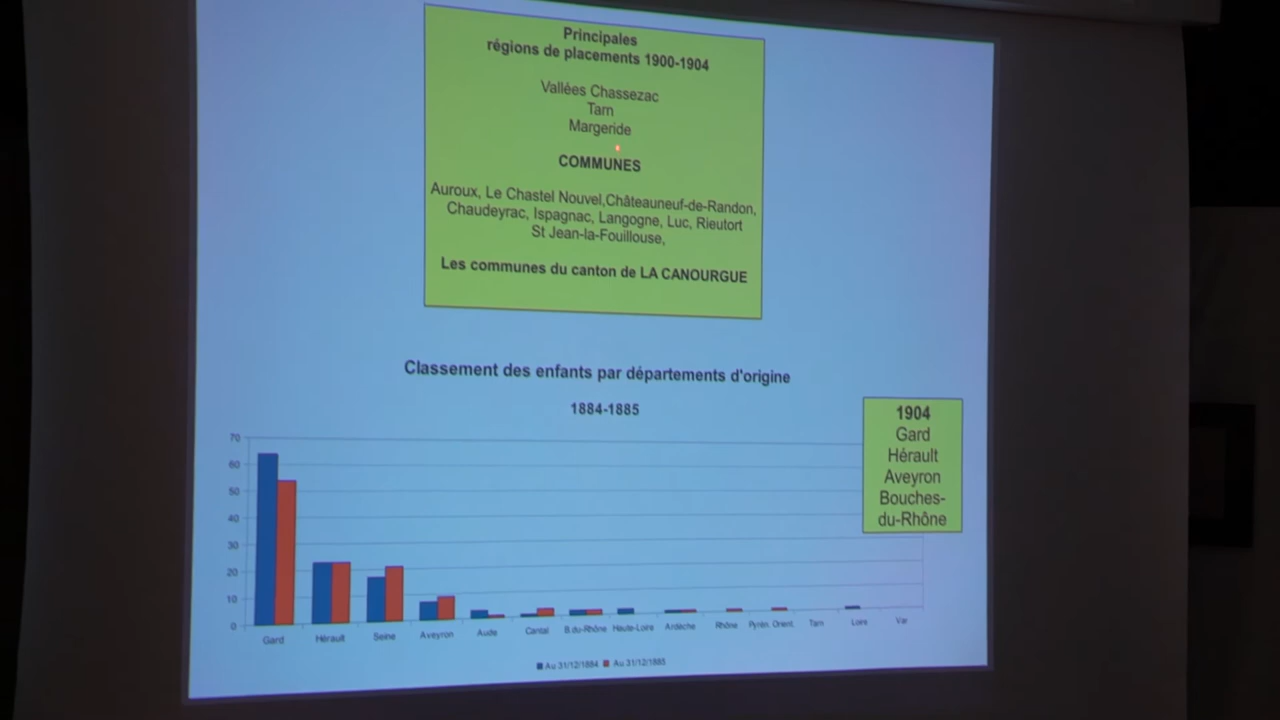 Principales
régions de placements 1900-1904
Vallées Chassezac
Tarn
Margeride
COMMUNES
Auroux, Le Chastel Nouvel,Châteauneuf-de-Randon,
Chaudeyrac, Ispagnac, Langogne, Luc, Rieutort
St Jean-la-Fouillouse,
Les communes du canton de LA CANOURGUE
Classement des enfants par départements d'origine
1884-1885
1904
Gard
Hérault
Aveyron
Bouches-
du-Rhône
70
60
50
40
30
20
10
0
Gard Hérault Seine Aveyron Aude Cantal B.du-Rhône Haute-Loire Ardèche Rhône Pyrén. Orient. Tarn Loire Var
Au 31/12/1884 Au 31/12/1885